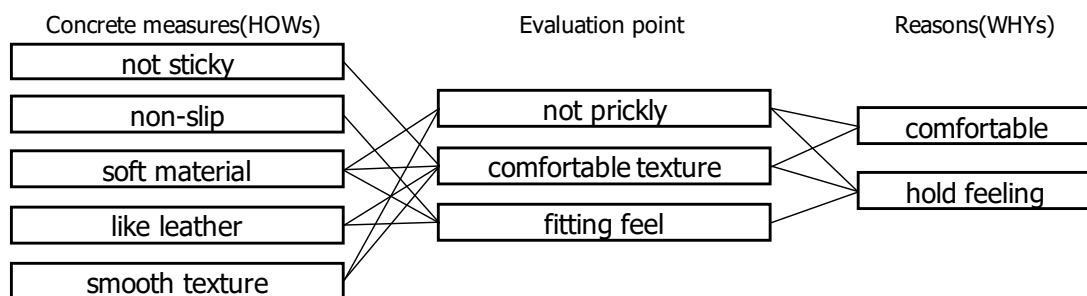 Concrete measures(HOWs)
Evaluation point
Reasons(WHYs)
not sticky
non-slip
soft material
like leather
smooth texture
not prickly
comfortable texture
fitting feel
comfortable
hold feeling